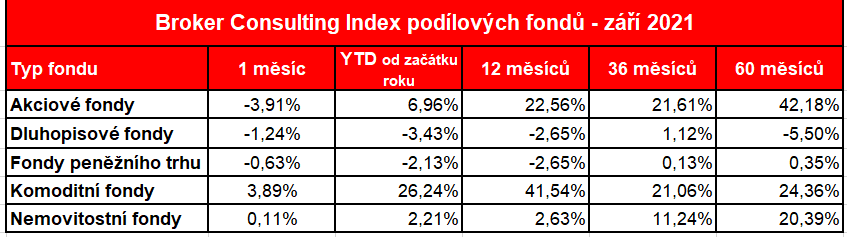 Broker Consulting Index podílových fondů - září 2021
Typ fondu 1 měsíc YTD od začátku roku 12 měsíců 36 měsíců 60 měsíců
Akciové fondy -3,91% 6,96% 22,56% 21,61% 42,18%
Dluhopisové fondy -1,24% -3,43% -2,65% 1,12% -5,50%
Fondy peněžního trhu -0,63% -2,13% -2,65% 0,13% 0,35%
Komoditní fondy 3,89% 26,24% 41,54% 21,06% 24,36%
Nemovitostní fondy 0,11% 2,21% 2,63% 11,24% 20,39%